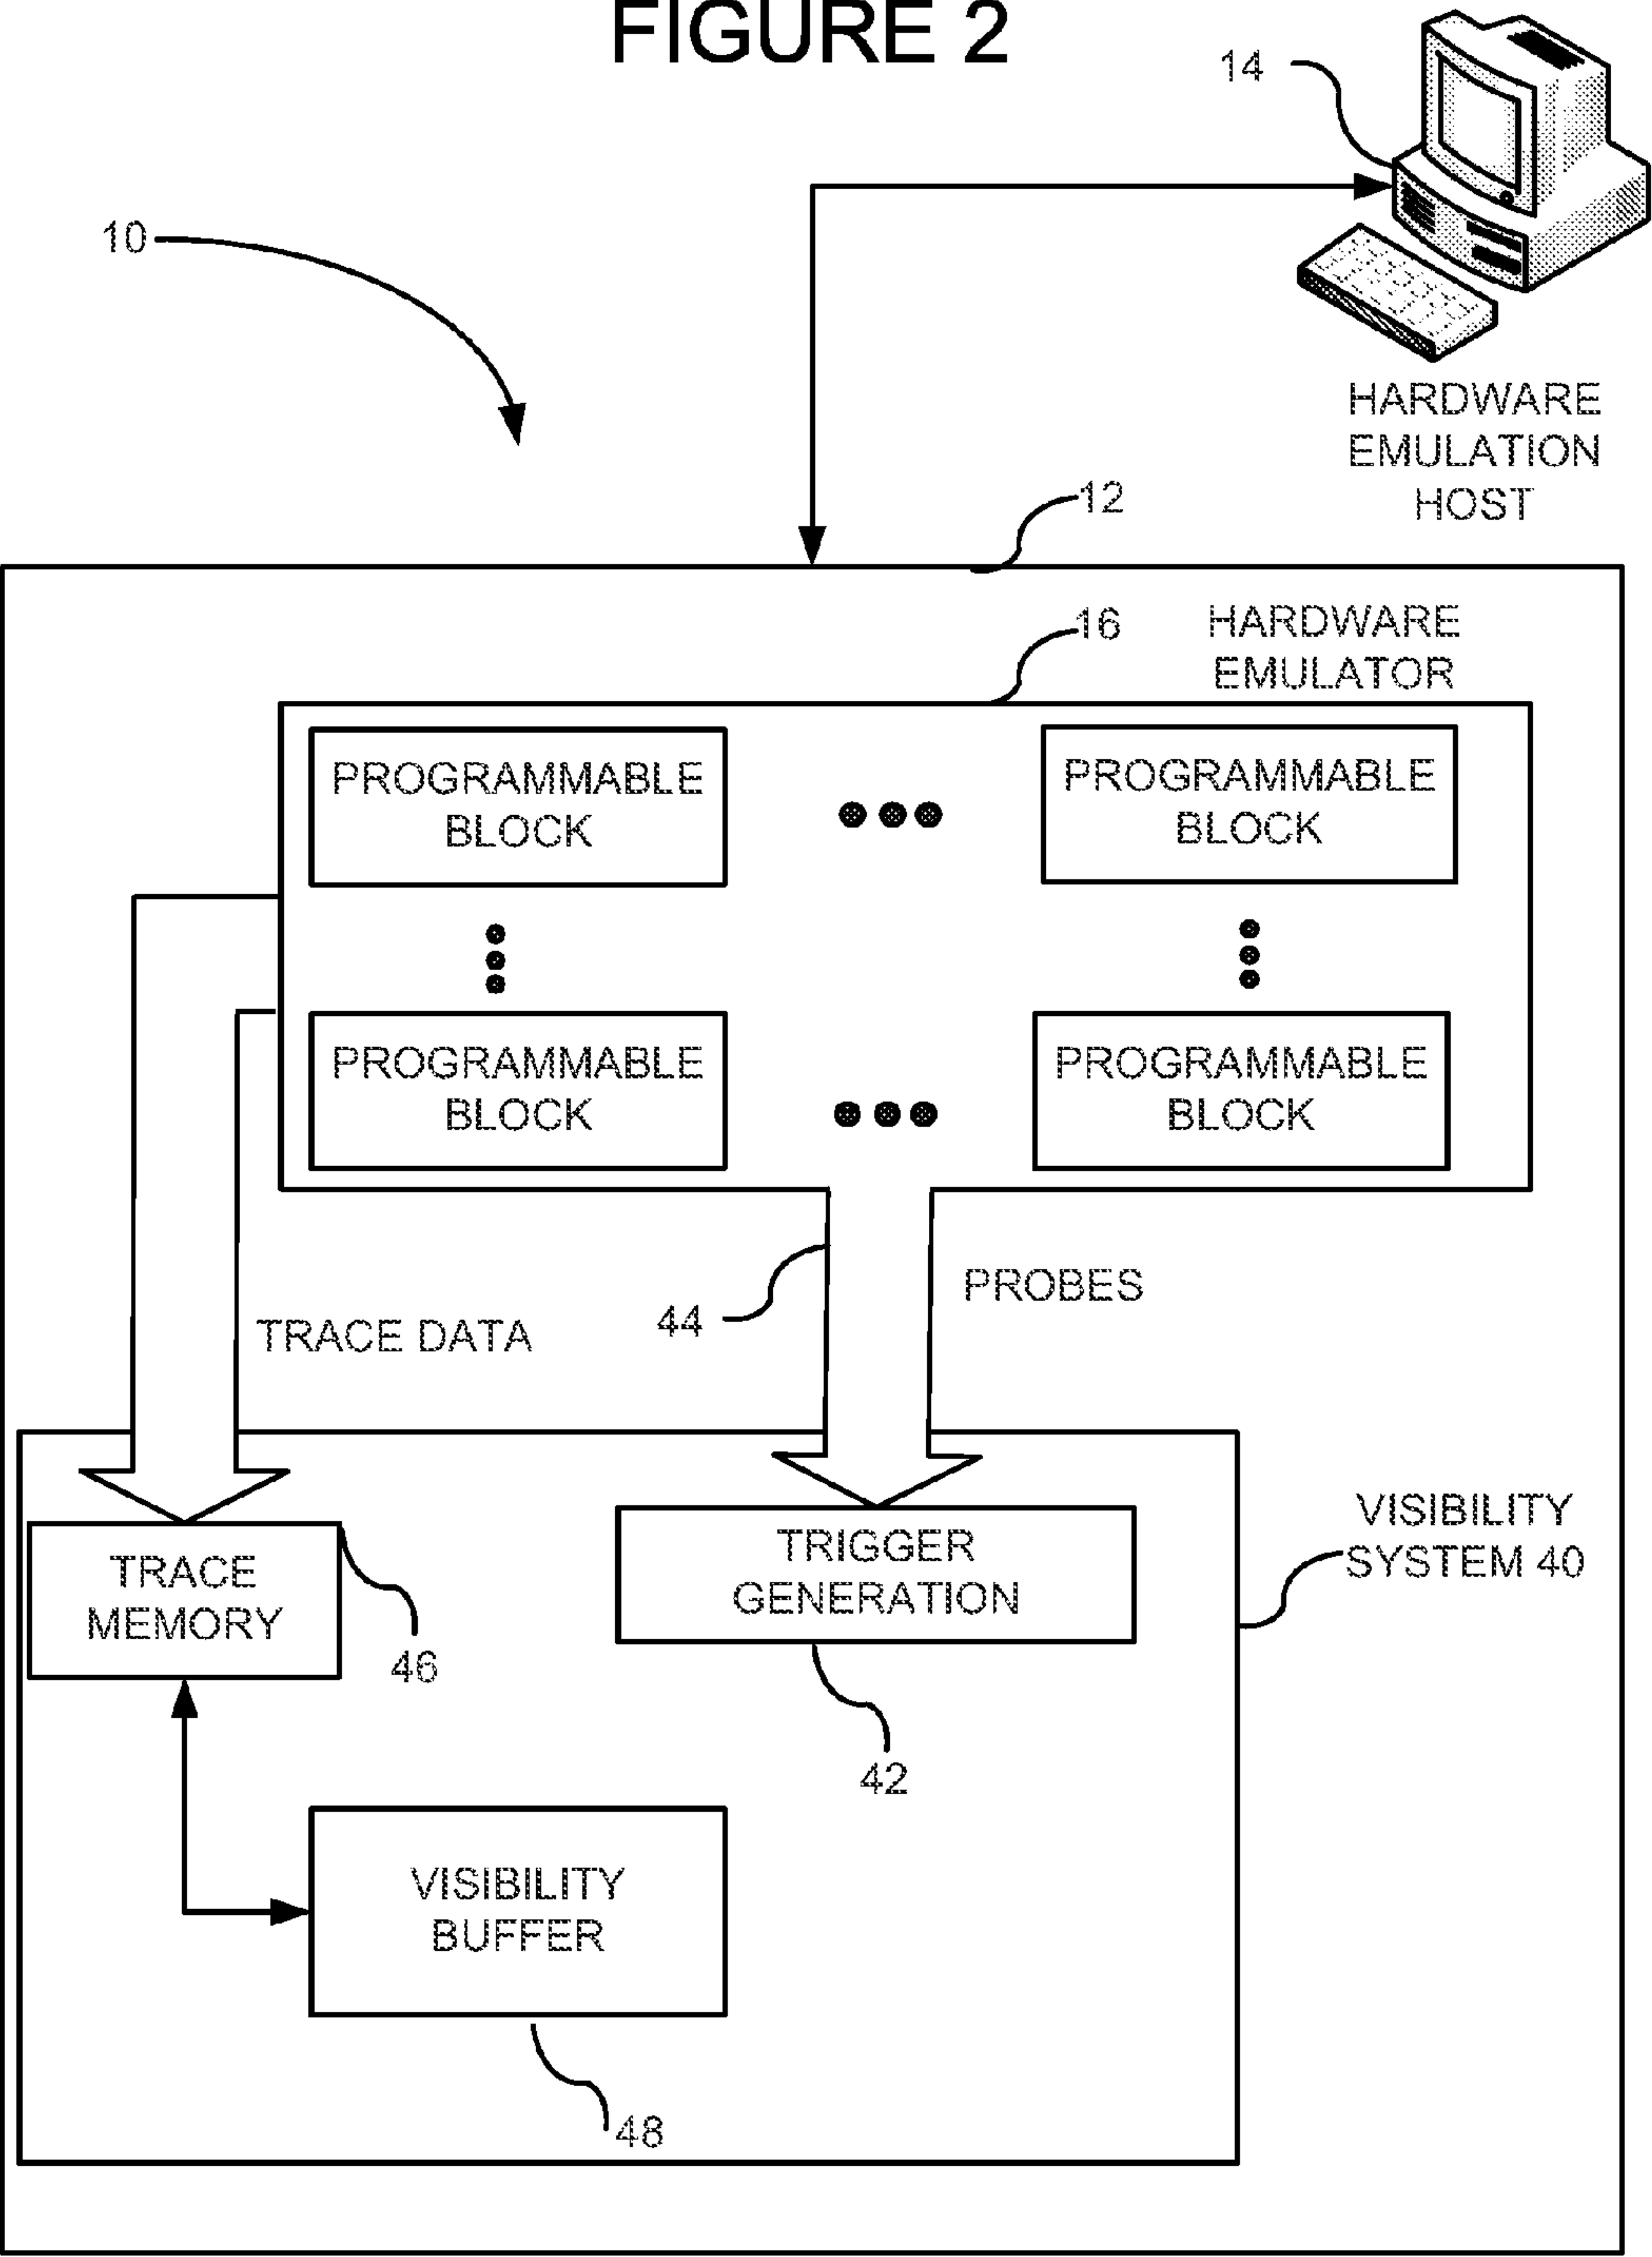 FIGURE 2
14
10
HARDWARE
EMULATION
HOST
12
16
HARDWARE
EMULATOR
PROGRAMMABLE
BLOCK
PROGRAMMABLE
BLOCK
PROGRAMMABLE
BLOCK
PROGRAMMABLE
BLOCK
44
PROBES
TRACE DATA
VISIBILITY
SYSTEM 40
TRACE
MEMORY
TRIGGER
GENERATION
46
42
VISIBILITY
BUFFER
48